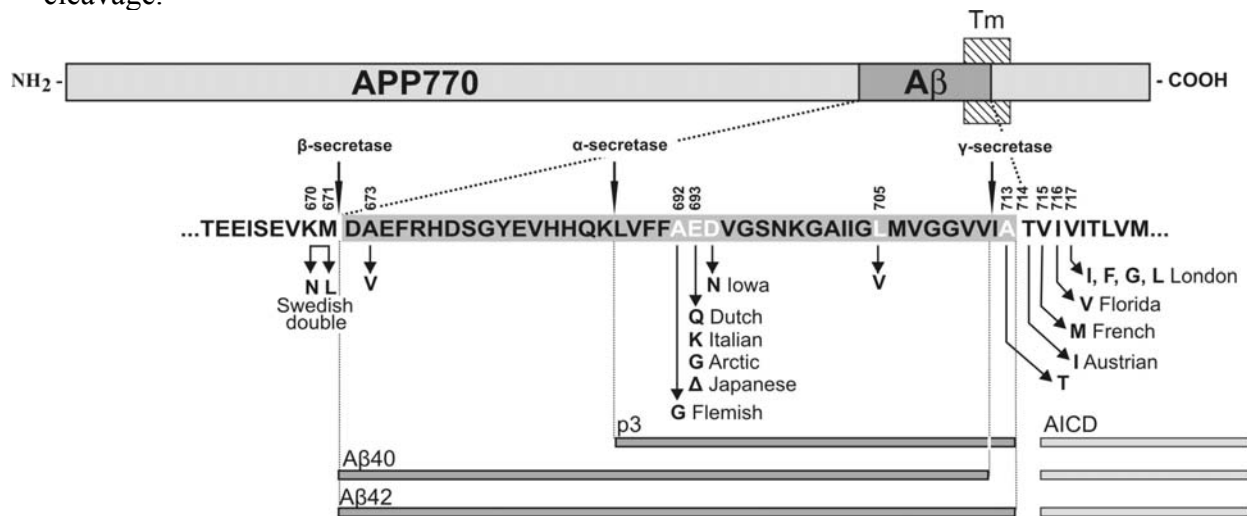 cleavage.
Tm
NH2 -
APP770
Aβ
- COOH
β-secretase
α-secretase
γ-secretase
670
671
673
692
693
705
713
714
715
716
717
...TEEISEVKM DAEFRHDSGYEVHHQKLVFFAEDVGSNKGAIIGLMVGGVVIA TVIVITLVM...
N L
Swedish
double
V
N Iowa
Q Dutch
K Italian
G Arctic
Δ Japanese
G Flemish
V
I, F, G, L London
V Florida
M French
I Austrian
T
p3
AICD
Aβ40
Aβ42